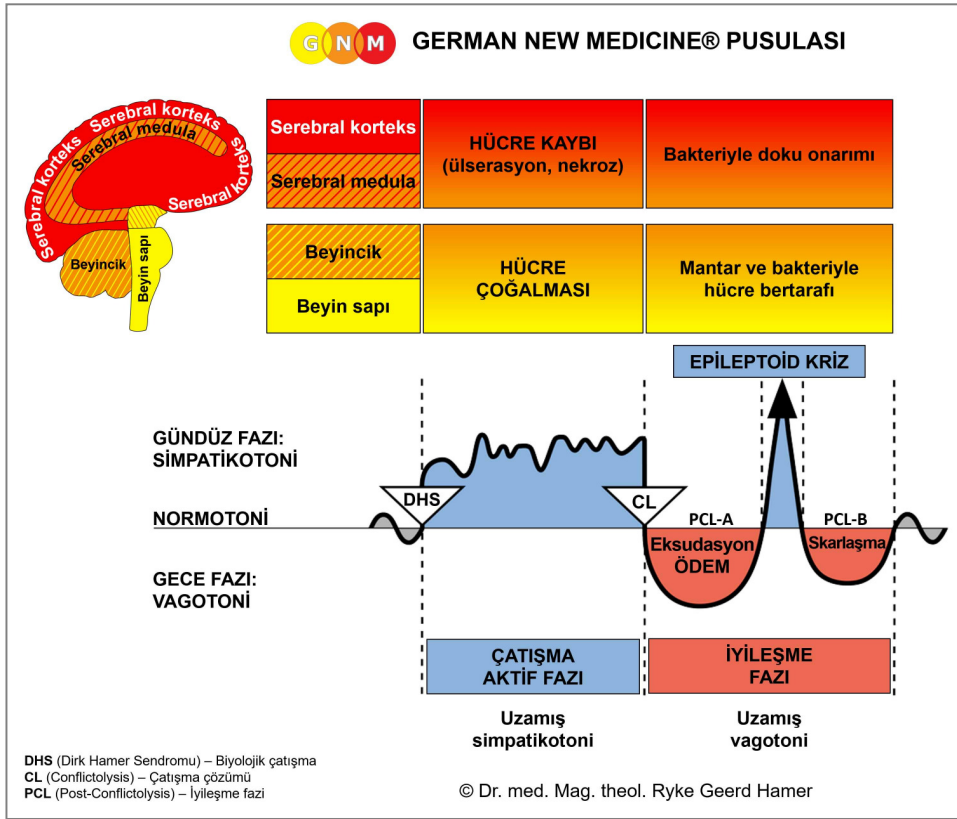 G N M GERMAN NEW MEDICINE® PUSULASI
Serebral korteks
Serebral korteks
Serebral korteks
Serebral korteks
Serebral medula
Beyincik
Beyin sapı
Serebral korteks
Serebral medula
HÜCRE KAYBI
(ülserasyon, nekroz)
Bakteriyle doku onarımı
Beyincik
Beyin sapı
HÜCRE
ÇOĞALMASI
Mantar ve bakteriyle
hücre bertarafı
EPİLEPTOİD KRİZ
GÜNDÜZ FAZI:
SİMPATİKOTONİ
DHS
CL
NORMOTONİ
PCL-A
PCL-B
Eksudasyon
ÖDEM
Skarlaşma
GECE FAZI:
VAGOTONİ
ÇATIŞMA
AKTİF FAZI
İYİLEŞME
FAZI
Uzamış
simpatikotoni
Uzamış
vagotoni
DHS (Dirk Hamer Sendromu) – Biyolojik çatışma
CL (Conflictolysis) – Çatışma çözümü
PCL (Post-Conflictolysis) – İyileşme fazi
© Dr. med. Mag. theol. Ryke Geerd Hamer